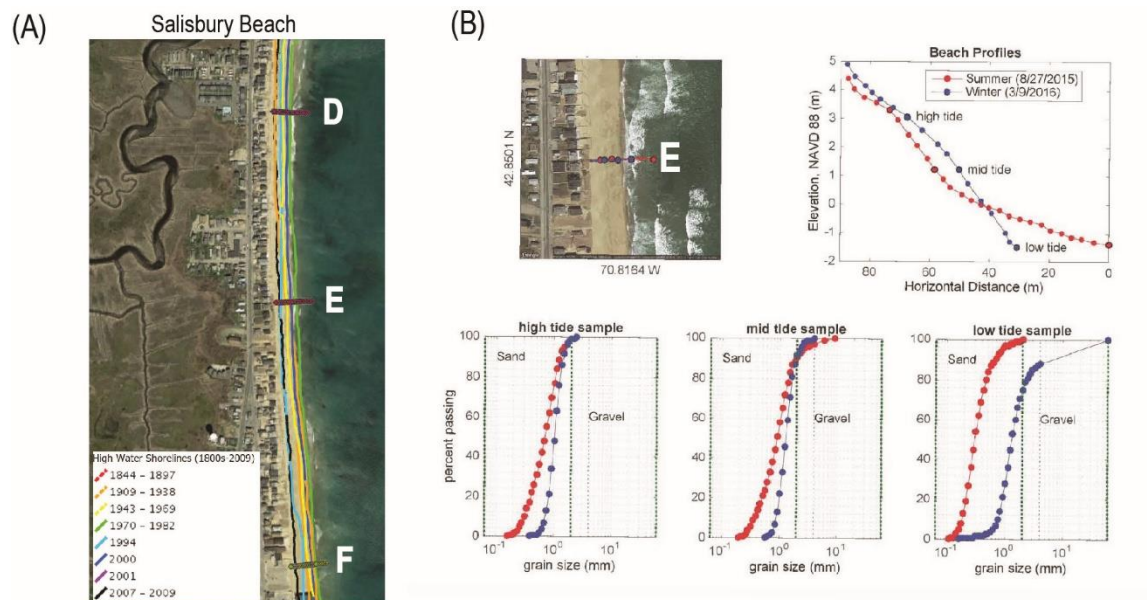 (A)
Salisbury Beach
D
E
F
High Water Shorelines (1800s-2009)
1844 - 1897
1909 - 1938
1943 - 1969
1970 - 1982
1994
2000
2001
2007 - 2009
(B)
42.8501 N
E
70.8164 W
Beach Profiles
Summer (8/27/2015)
Winter (3/9/2016)
high tide
mid tide
low tide
Elevation, NAVD 88 (m)
5
4
3
2
1
0
-1
-2
80 60 40 20 0
Horizontal Distance (m)
high tide sample
Sand
Gravel
percent passing
100
80
60
40
20
0
10⁻¹ 10⁰ 10¹
grain size (mm)
mid tide sample
Sand
Gravel
100
80
60
40
20
0
10⁻¹ 10⁰ 10¹
grain size (mm)
low tide sample
Sand
Gravel
100
80
60
40
20
0
10⁻¹ 10⁰ 10¹
grain size (mm)